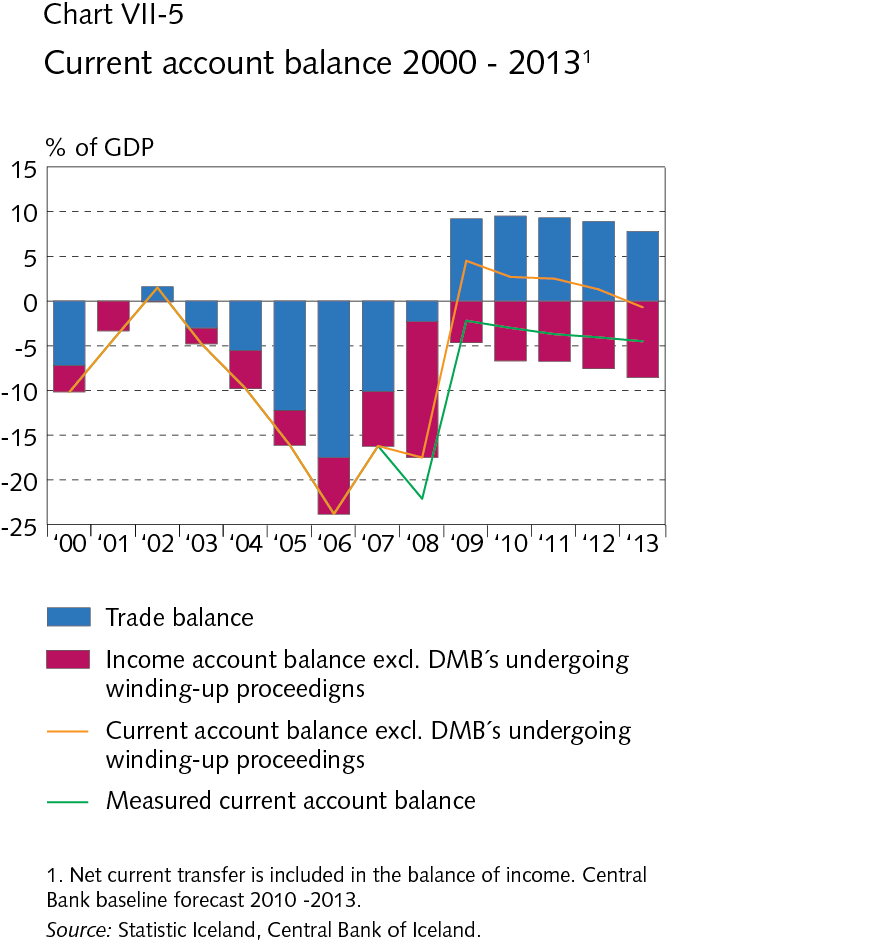 Chart VII-5
Current account balance 2000 - 2013¹
% of GDP
15
10
5
0
-5
-10
-15
-20
-25
‘00 ‘01 ‘02 ‘03 ‘04 ‘05 ‘06 ‘07 ‘08 ‘09 ‘10 ‘11 ‘12 ‘13
Trade balance
Income account balance excl. DMB´s undergoing
winding-up proceedigns
Current account balance excl. DMB´s undergoing
winding-up proceedings
Measured current account balance
1. Net current transfer is included in the balance of income. Central
Bank baseline forecast 2010 -2013.
Source: Statistic Iceland, Central Bank of Iceland.